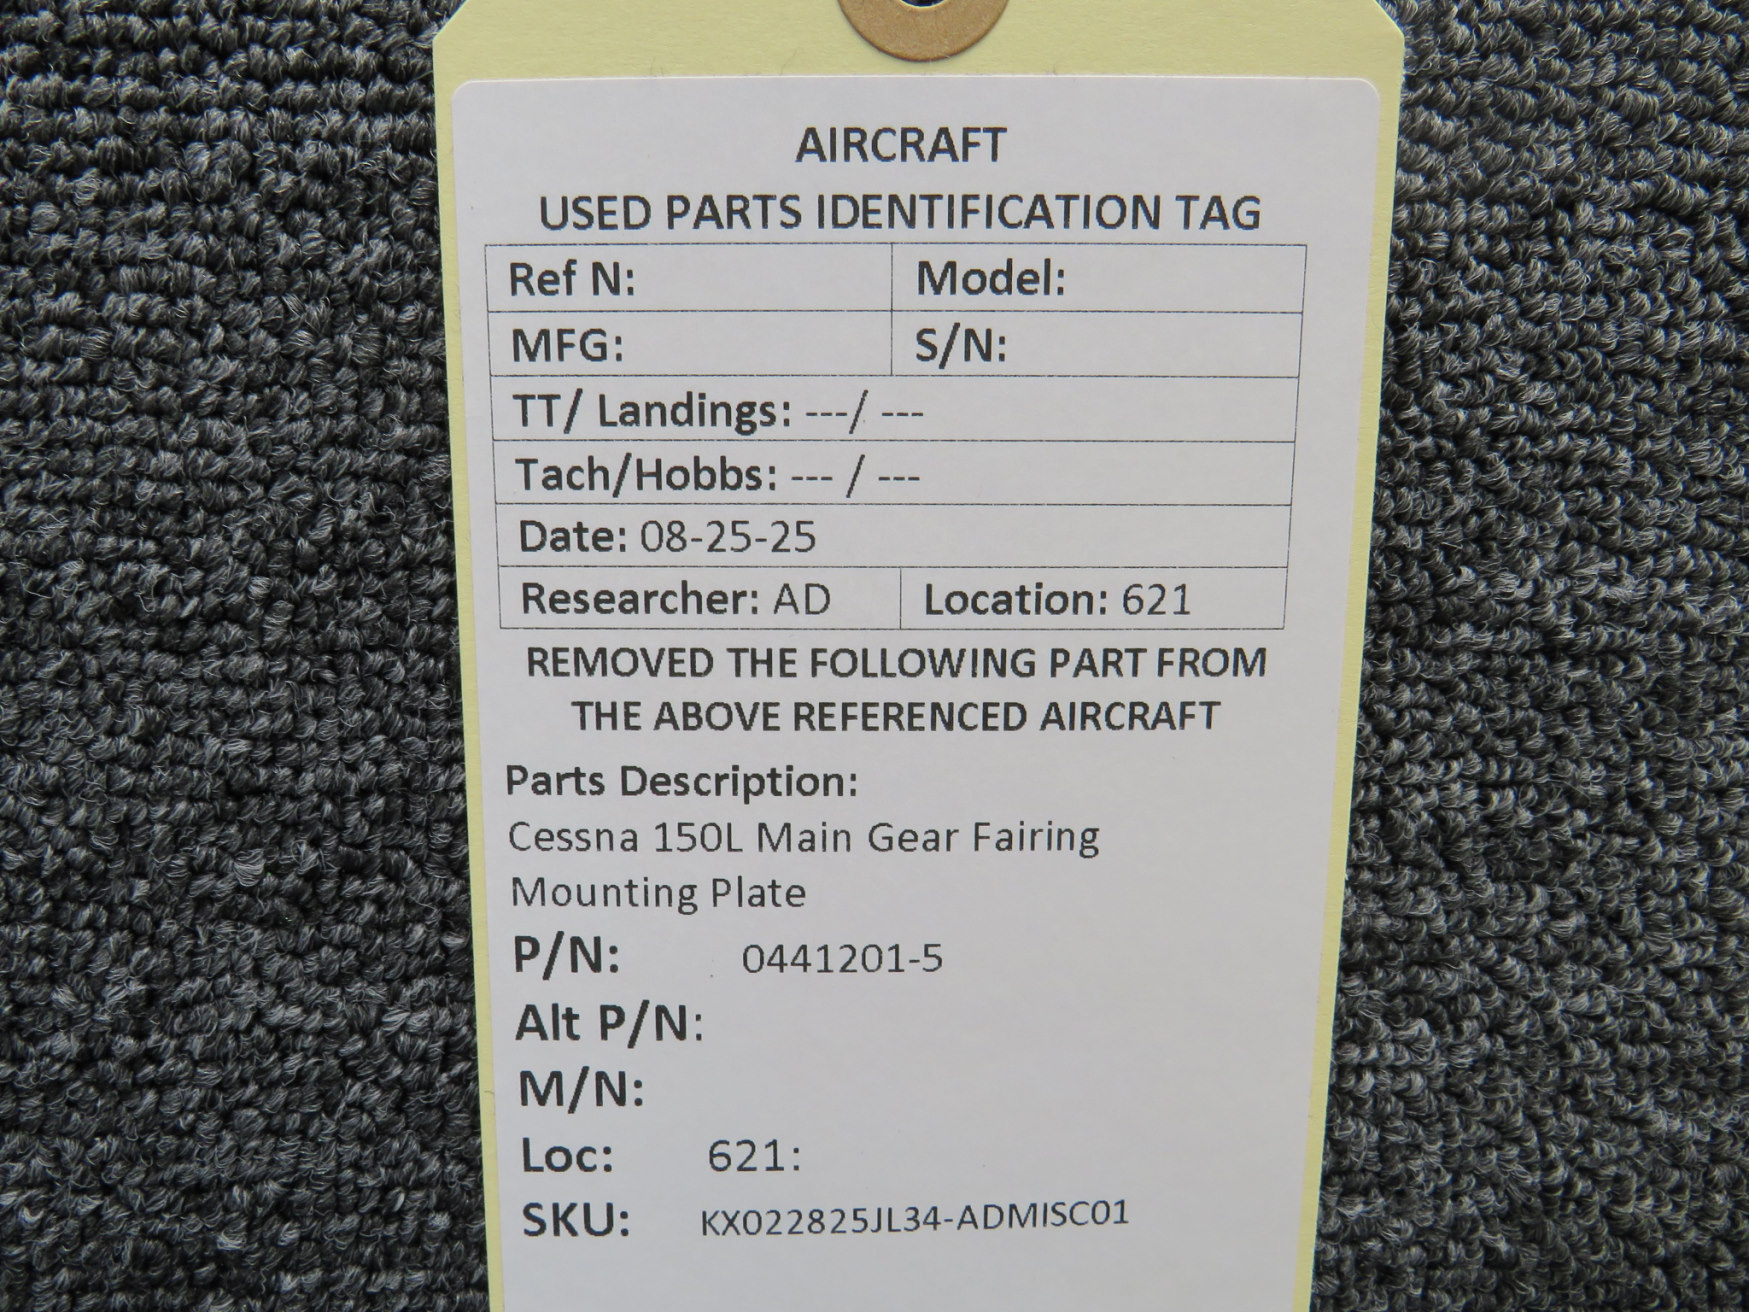 AIRCRAFT
USED PARTS IDENTIFICATION TAG
Ref N: Model:
MFG: S/N:
TT/ Landings: ---/ ---
Tach/Hobbs: --- / ---
Date: 08-25-25
Researcher: AD Location: 621
REMOVED THE FOLLOWING PART FROM
THE ABOVE REFERENCED AIRCRAFT
Parts Description:
Cessna 150L Main Gear Fairing
Mounting Plate
P/N: 0441201-5
Alt P/N:
M/N:
Loc: 621:
SKU: KX022825JL34-ADMISC01